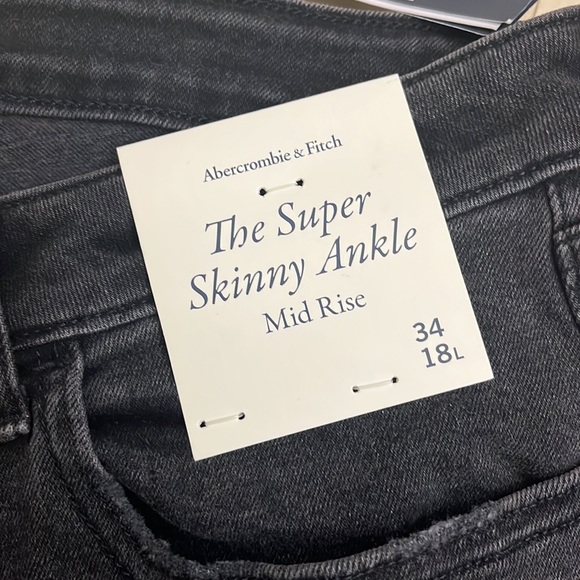 Abercrombie & Fitch
The Super
Skinny Ankle
Mid Rise
34
18L